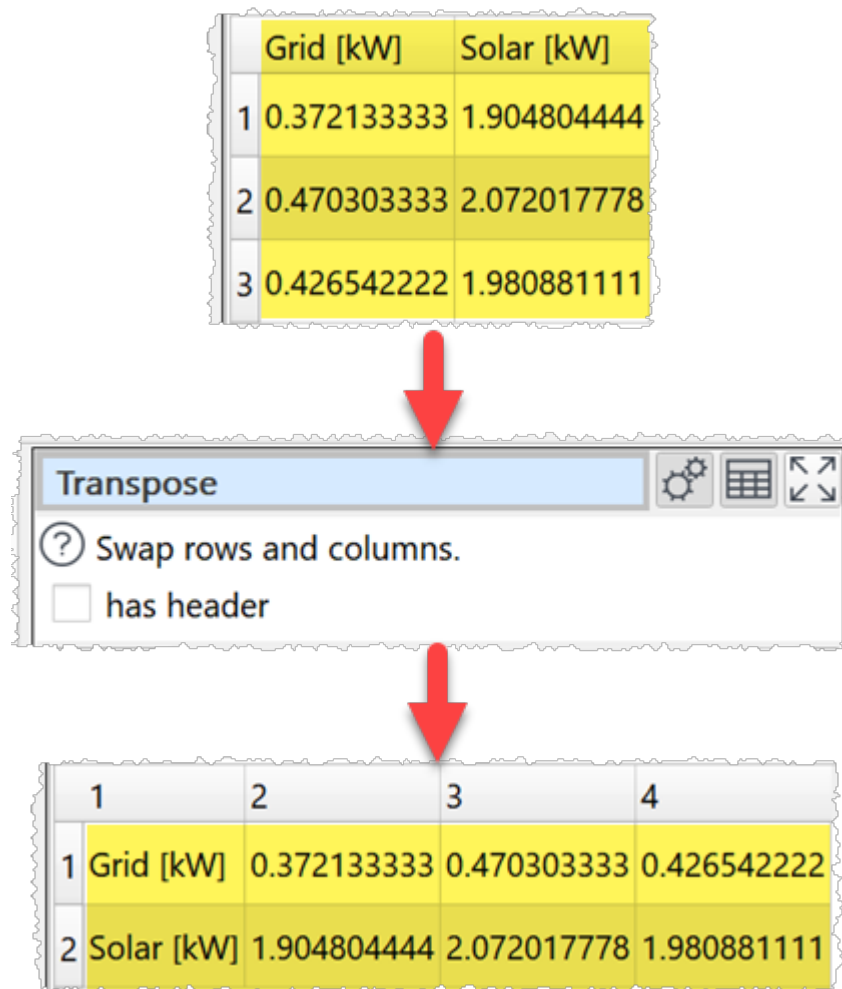 Grid [kW] Solar [kW]
1 0.372133333 1.904804444
2 0.470303333 2.072017778
3 0.426542222 1.980881111
Transpose
? Swap rows and columns.
has header
1 2 3 4
1 Grid [kW] 0.372133333 0.470303333 0.426542222
2 Solar [kW] 1.904804444 2.072017778 1.980881111